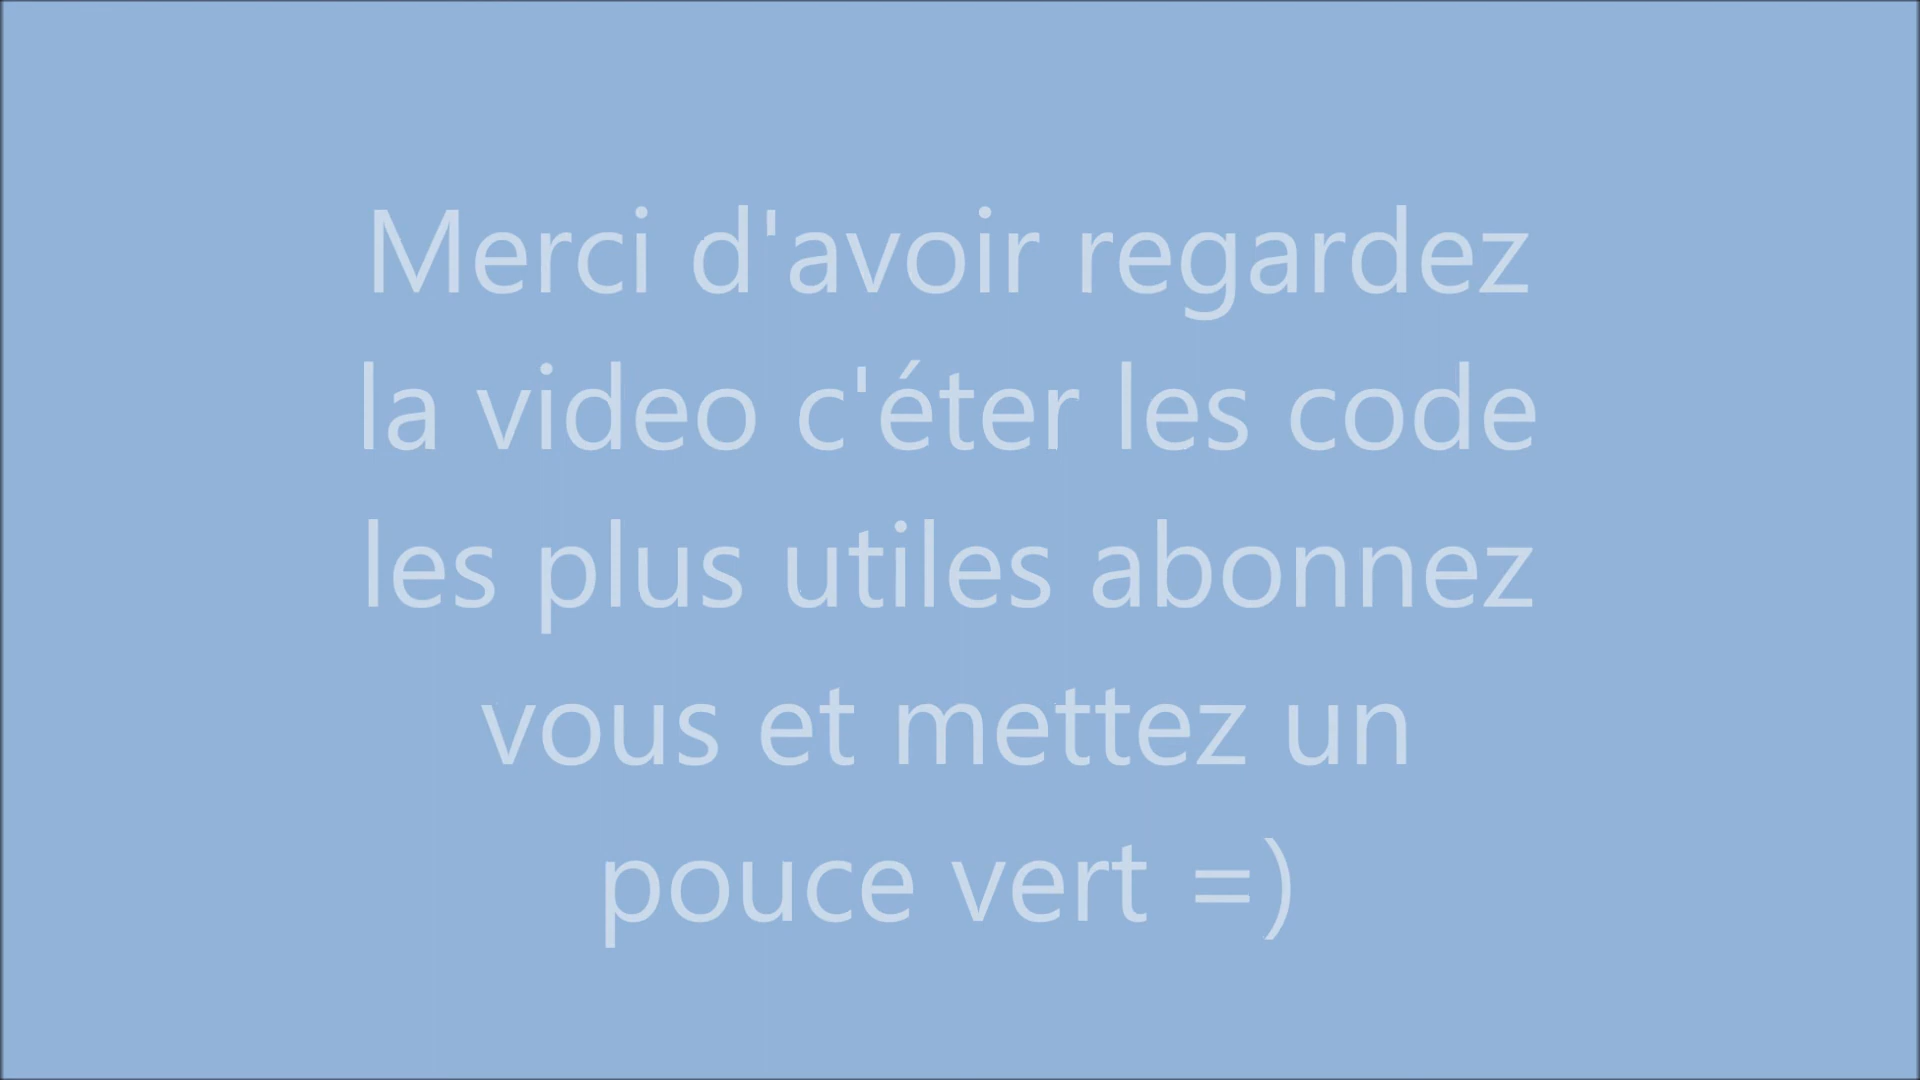 Merci d'avoir regardez
la video c'éter les code
les plus utiles abonnez
vous et mettez un
pouce vert =)